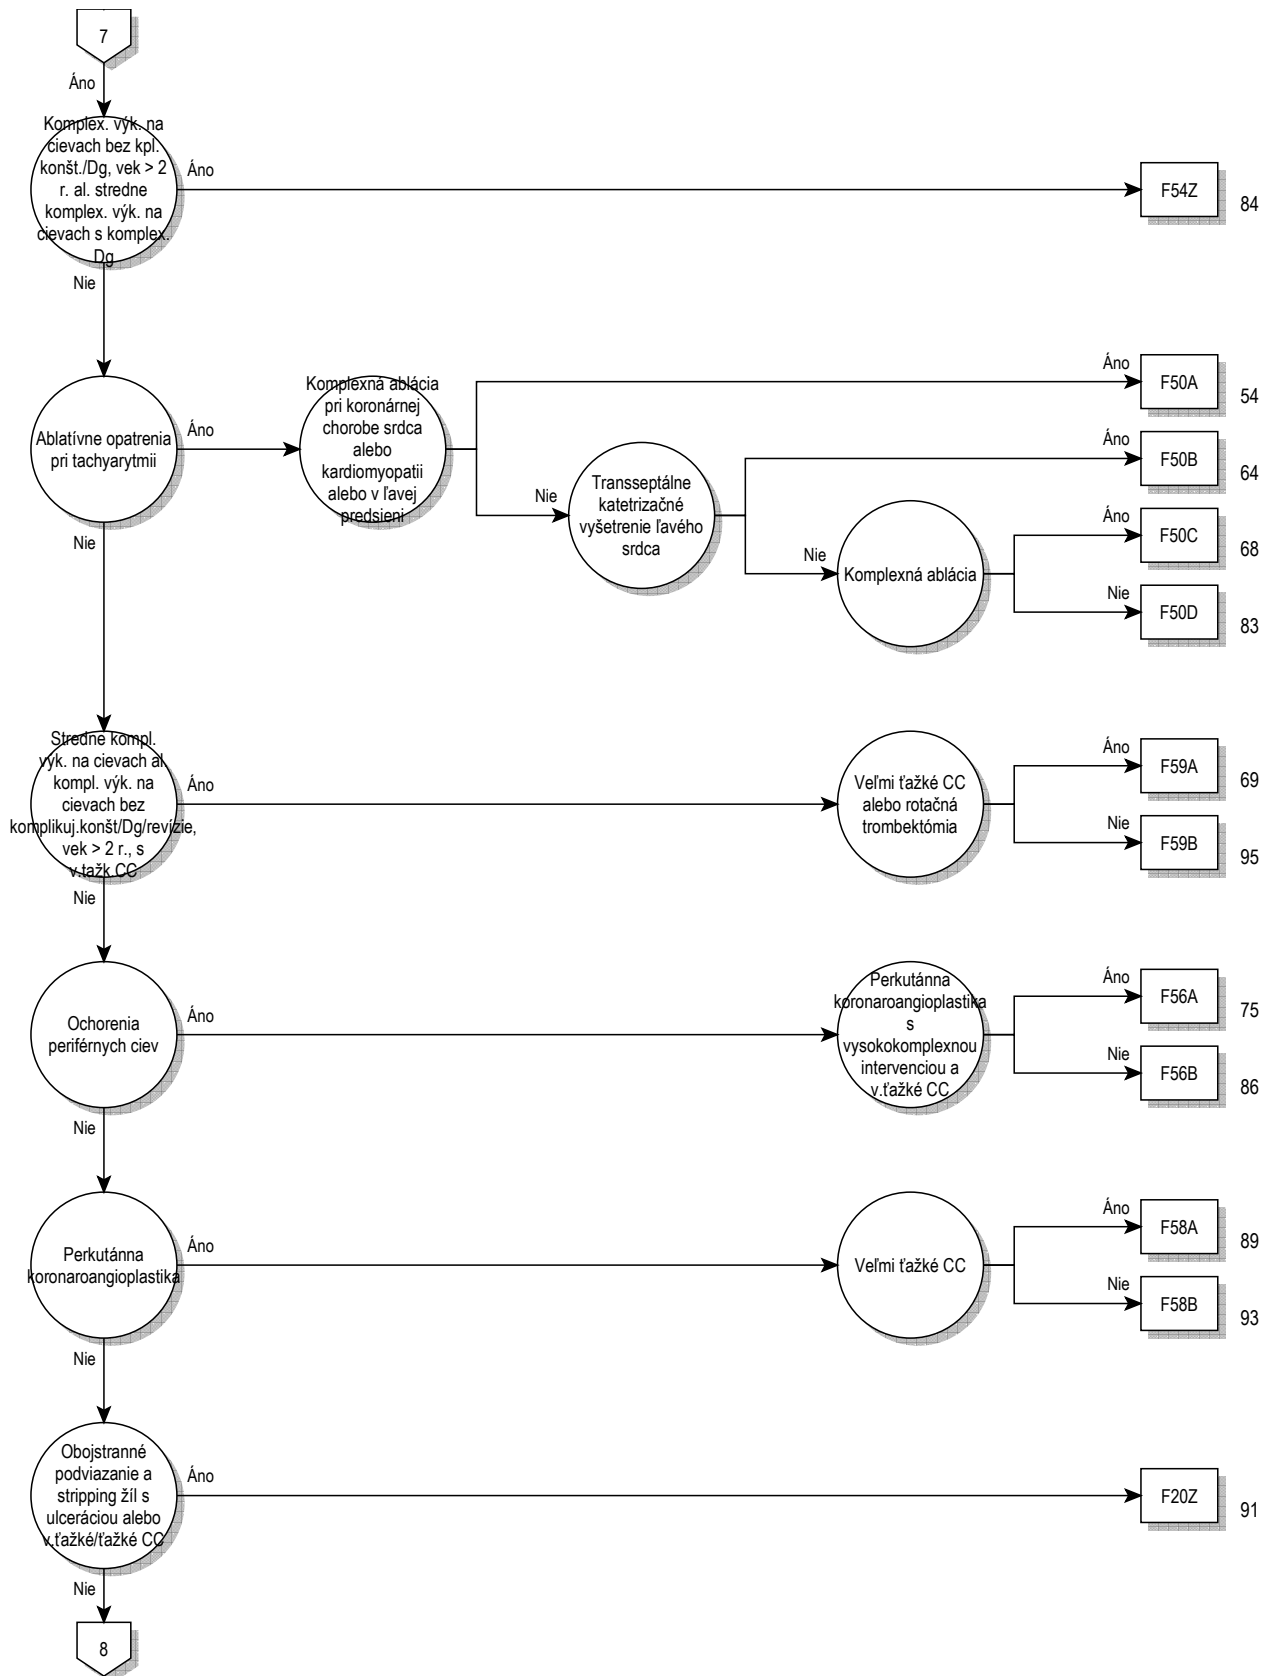 7
Áno
Komplex. výk. na
cievach bez kpl.
konšt./Dg, vek > 2
r. al. stredne
komplex. výk. na
cievach s komplex.
Dg
Áno
F54Z
84
Nie
Ablatívne opatrenia
pri tachyarytmii
Áno
Komplexná ablácia
pri koronárnej
chorobe srdca
alebo
kardiomyopatii
alebo v ľavej
predsieni
Áno
F50A
54
Nie
Transseptálne
katetrizačné
vyšetrenie ľavého
srdca
Áno
F50B
64
Nie
Komplexná ablácia
Áno
F50C
68
Nie
F50D
83
Nie
Stredne kompl.
výk. na cievach al
kompl. výk. na
cievach bez
komplikuj.konšt/Dg/revízie,
vek > 2 r., s
v.tažk.CC
Áno
Veľmi ťažké CC
alebo rotačná
trombektómia
Áno
F59A
69
Nie
F59B
95
Nie
Ochorenia
periférnych ciev
Áno
Perkutánna
koronaroangioplastika
s
vysokokomplexnou
intervenciou a
v.ťažké CC
Áno
F56A
75
Nie
F56B
86
Nie
Perkutánna
koronaroangioplastika
Áno
Veľmi ťažké CC
Áno
F58A
89
Nie
F58B
93
Nie
Obojstranné
podviazanie a
stripping žíl s
ulceráciou alebo
v.ťažké/ťažké CC
Áno
F20Z
91
Nie
8